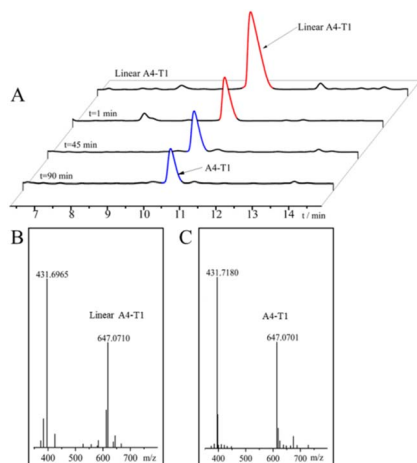 Linear A4-T1
Linear A4-T1
A
t=1 min
t=45 min
t=90 min
A4-T1
7 8 9 10 11 12 13 14 t / min
B
431.6965
Linear A4-T1
647.0710
400 500 600 700 m/z
C
431.7180
A4-T1
647.0701
400 500 600 700 m/z